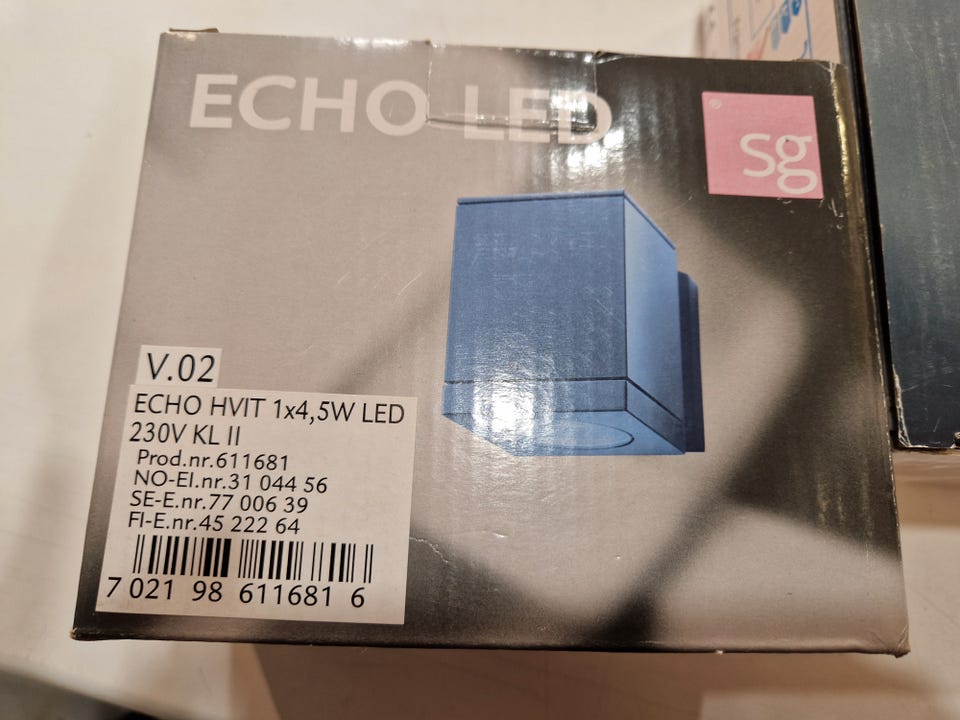 ECHO LED
® sg
V.02
ECHO HVIT 1x4,5W LED
230V KL II
Prod.nr.611681
NO-El.nr.31 044 56
SE-E.nr.77 006 39
FI-E.nr.45 222 64
7 021 98 611681 6